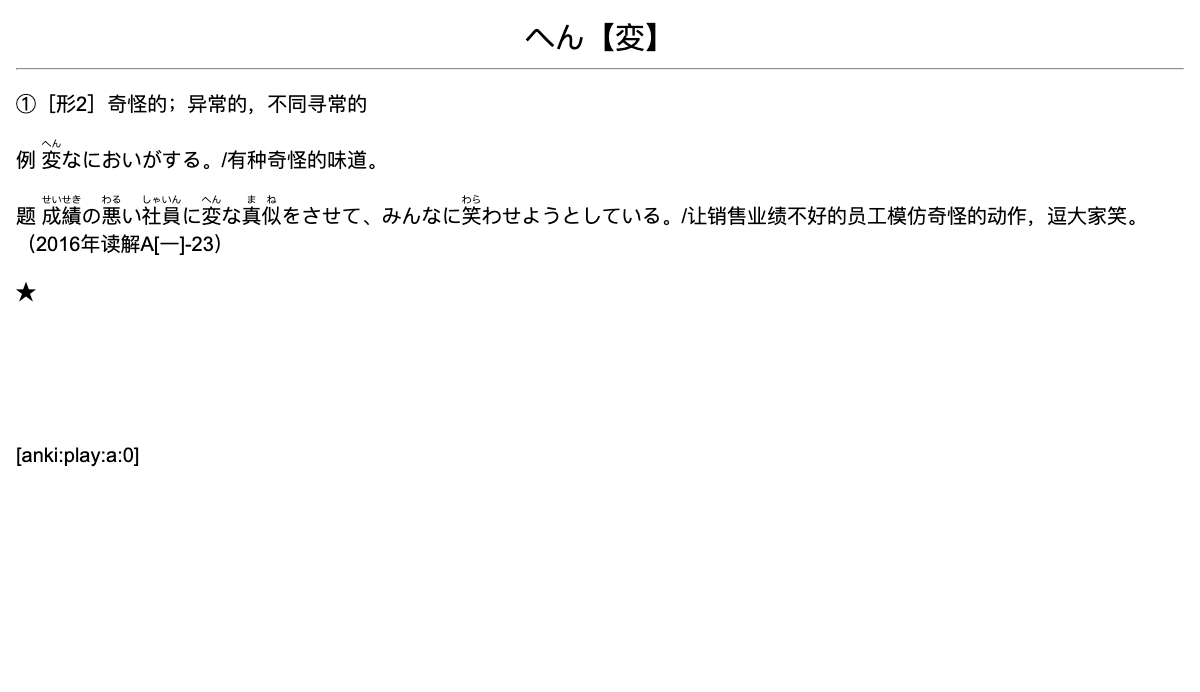 へん【変】
①［形2］奇怪的；异常的，不同寻常的
へん
例 変なにおいがする。/有种奇怪的味道。
せいせき わる しゃいん へん ま ね わら
题 成績の悪い社員に変な真似をさせて、みんなに笑わせようとしている。/让销售业绩不好的员工模仿奇怪的动作，逗大家笑。
（2016年读解A[一]-23）
★
[anki:play:a:0]